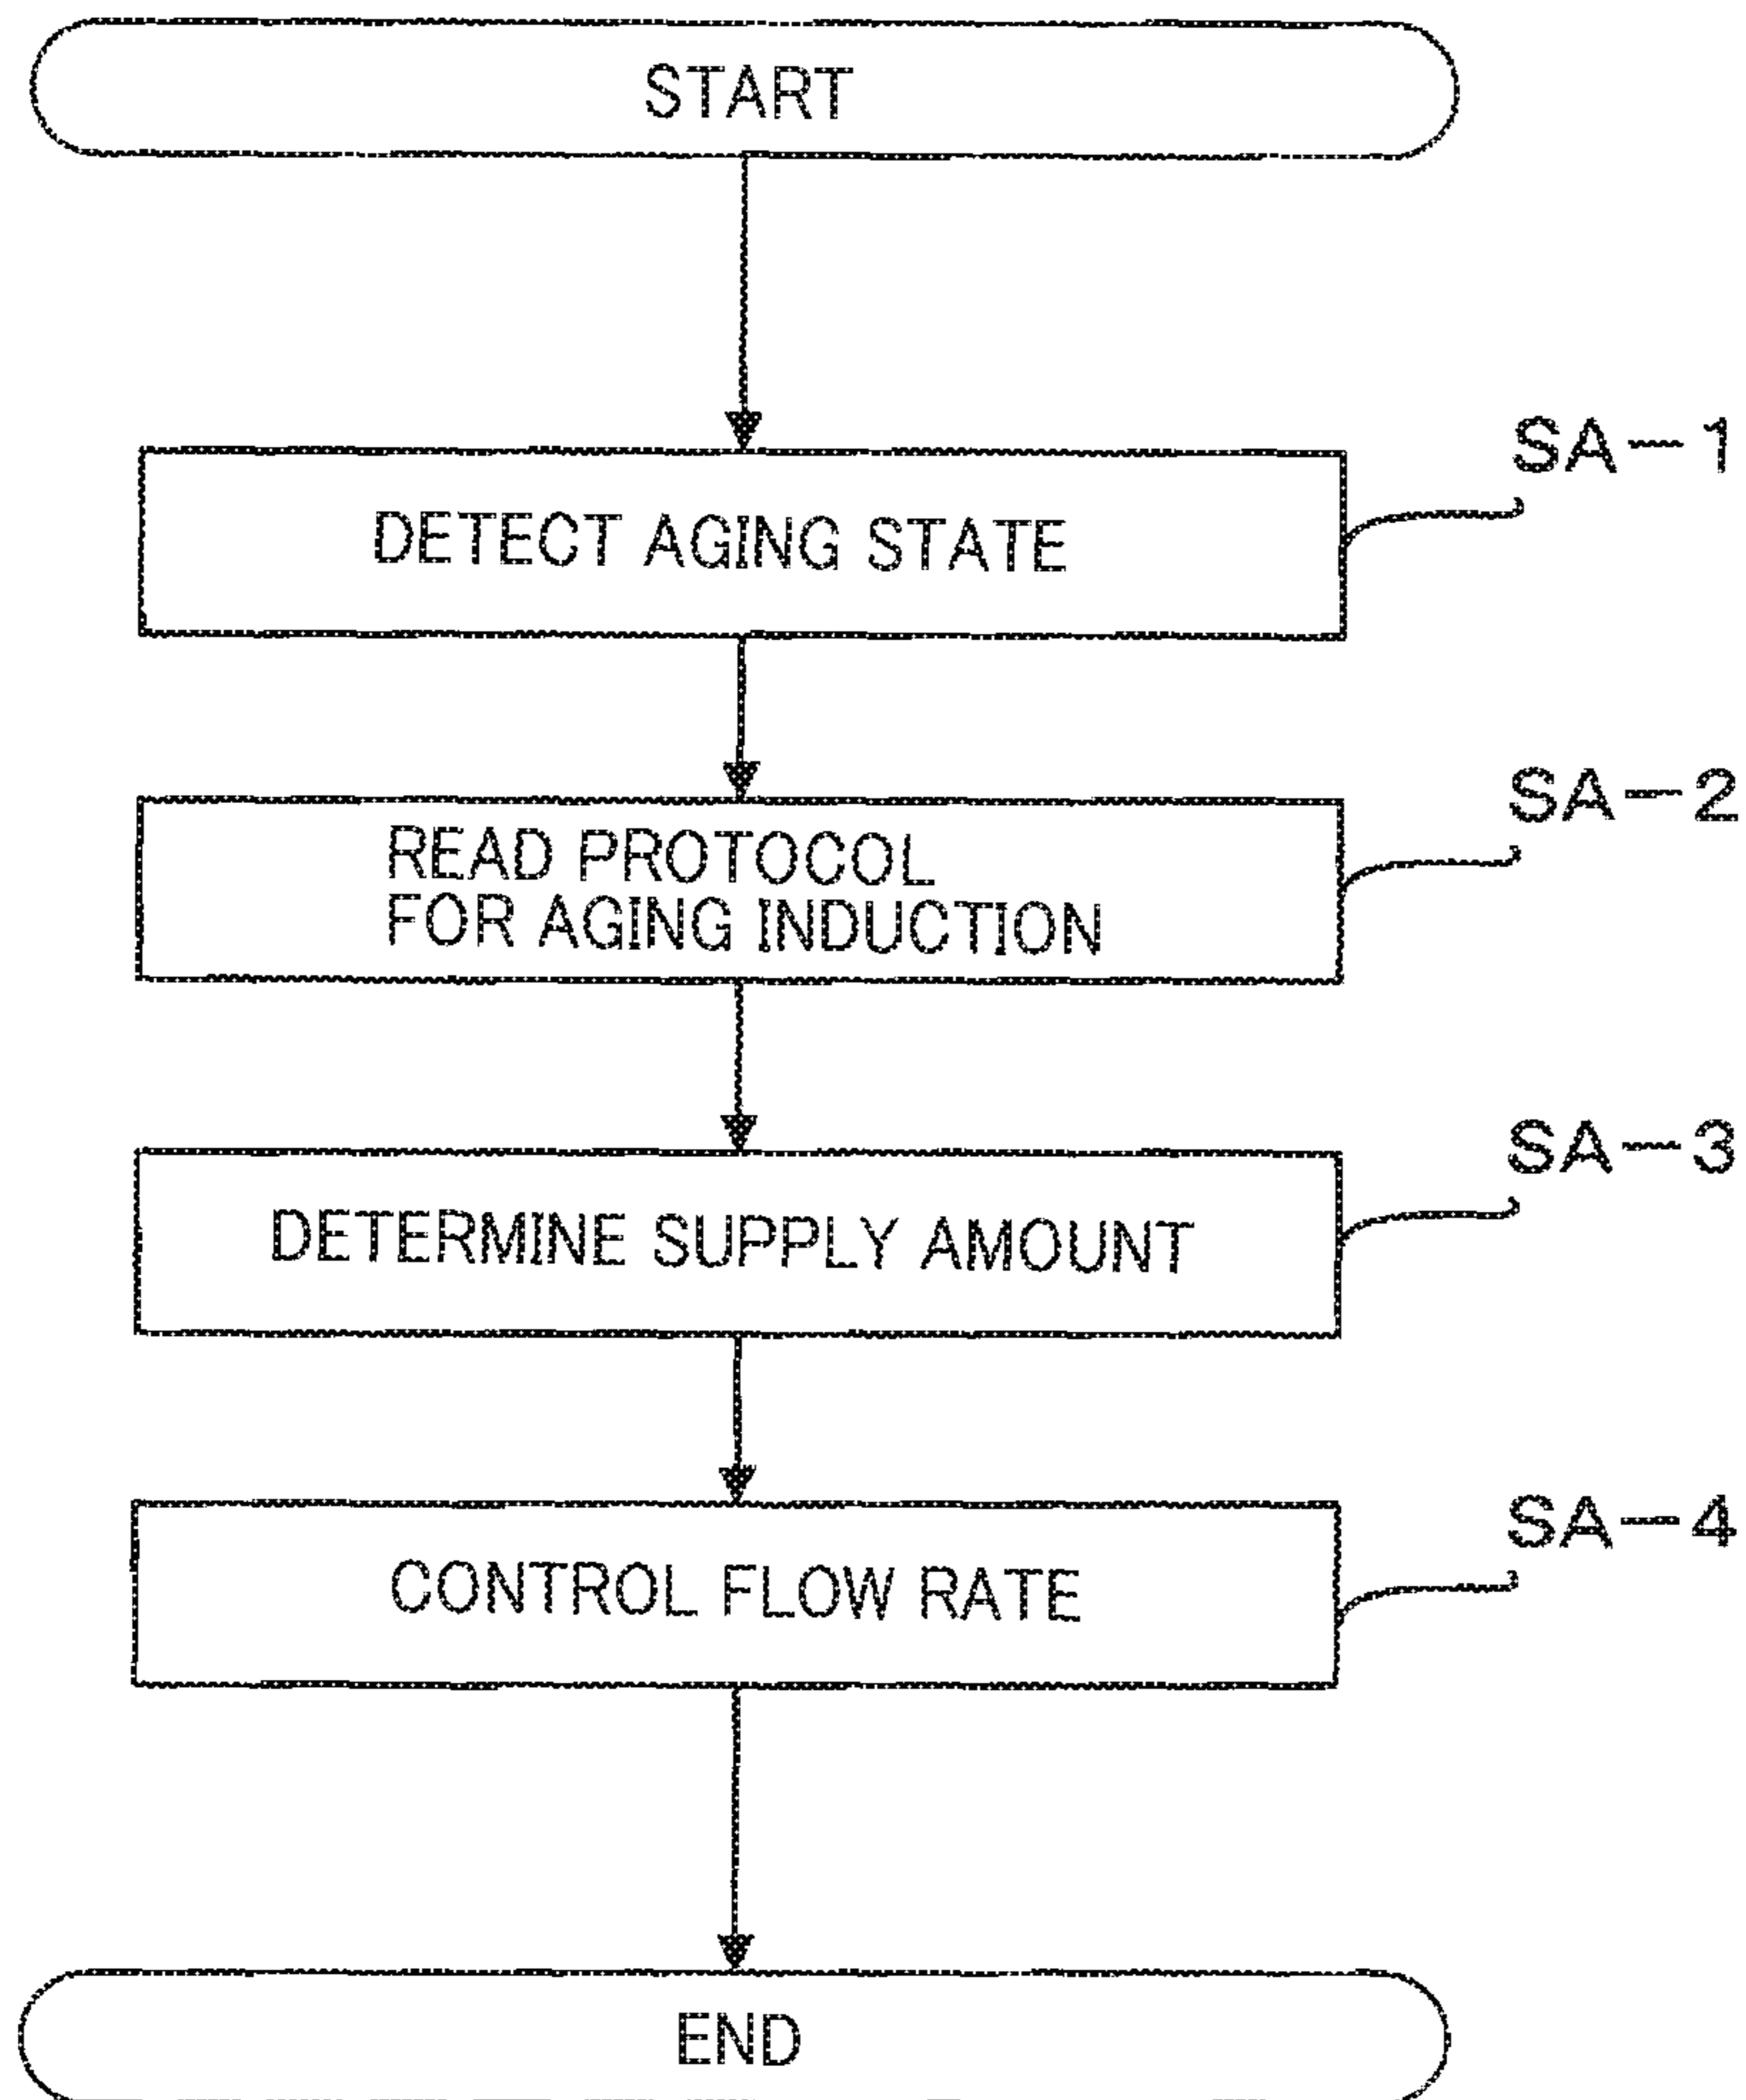 START
SA-1
DETECT AGING STATE
SA-2
READ PROTOCOL
FOR AGING INDUCTION
SA-3
DETERMINE SUPPLY AMOUNT
SA-4
CONTROL FLOW RATE
END